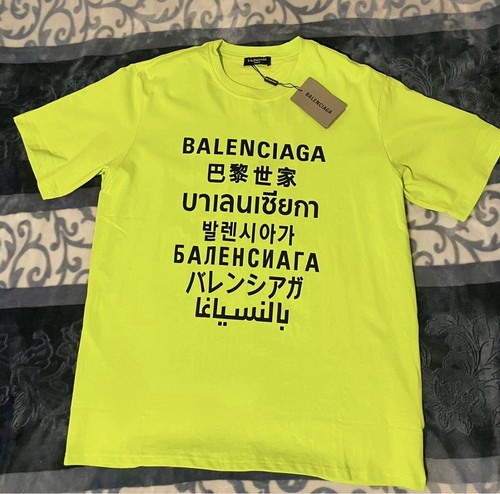 BALENCIAGA
BALENCIAGA
BALENCIAGA
巴黎世家
บาเลนเซียกา
발렌시아가
БАЛЕНСИАГА
バレンシアガ
بالنسياغا